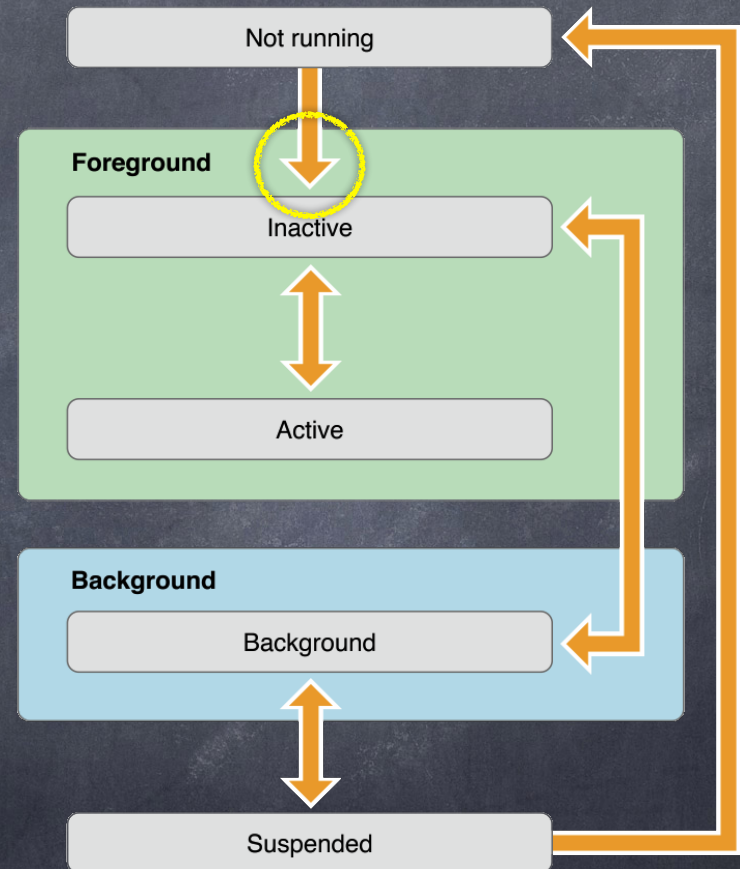 Not running
Foreground
Inactive
Active
Background
Background
Suspended